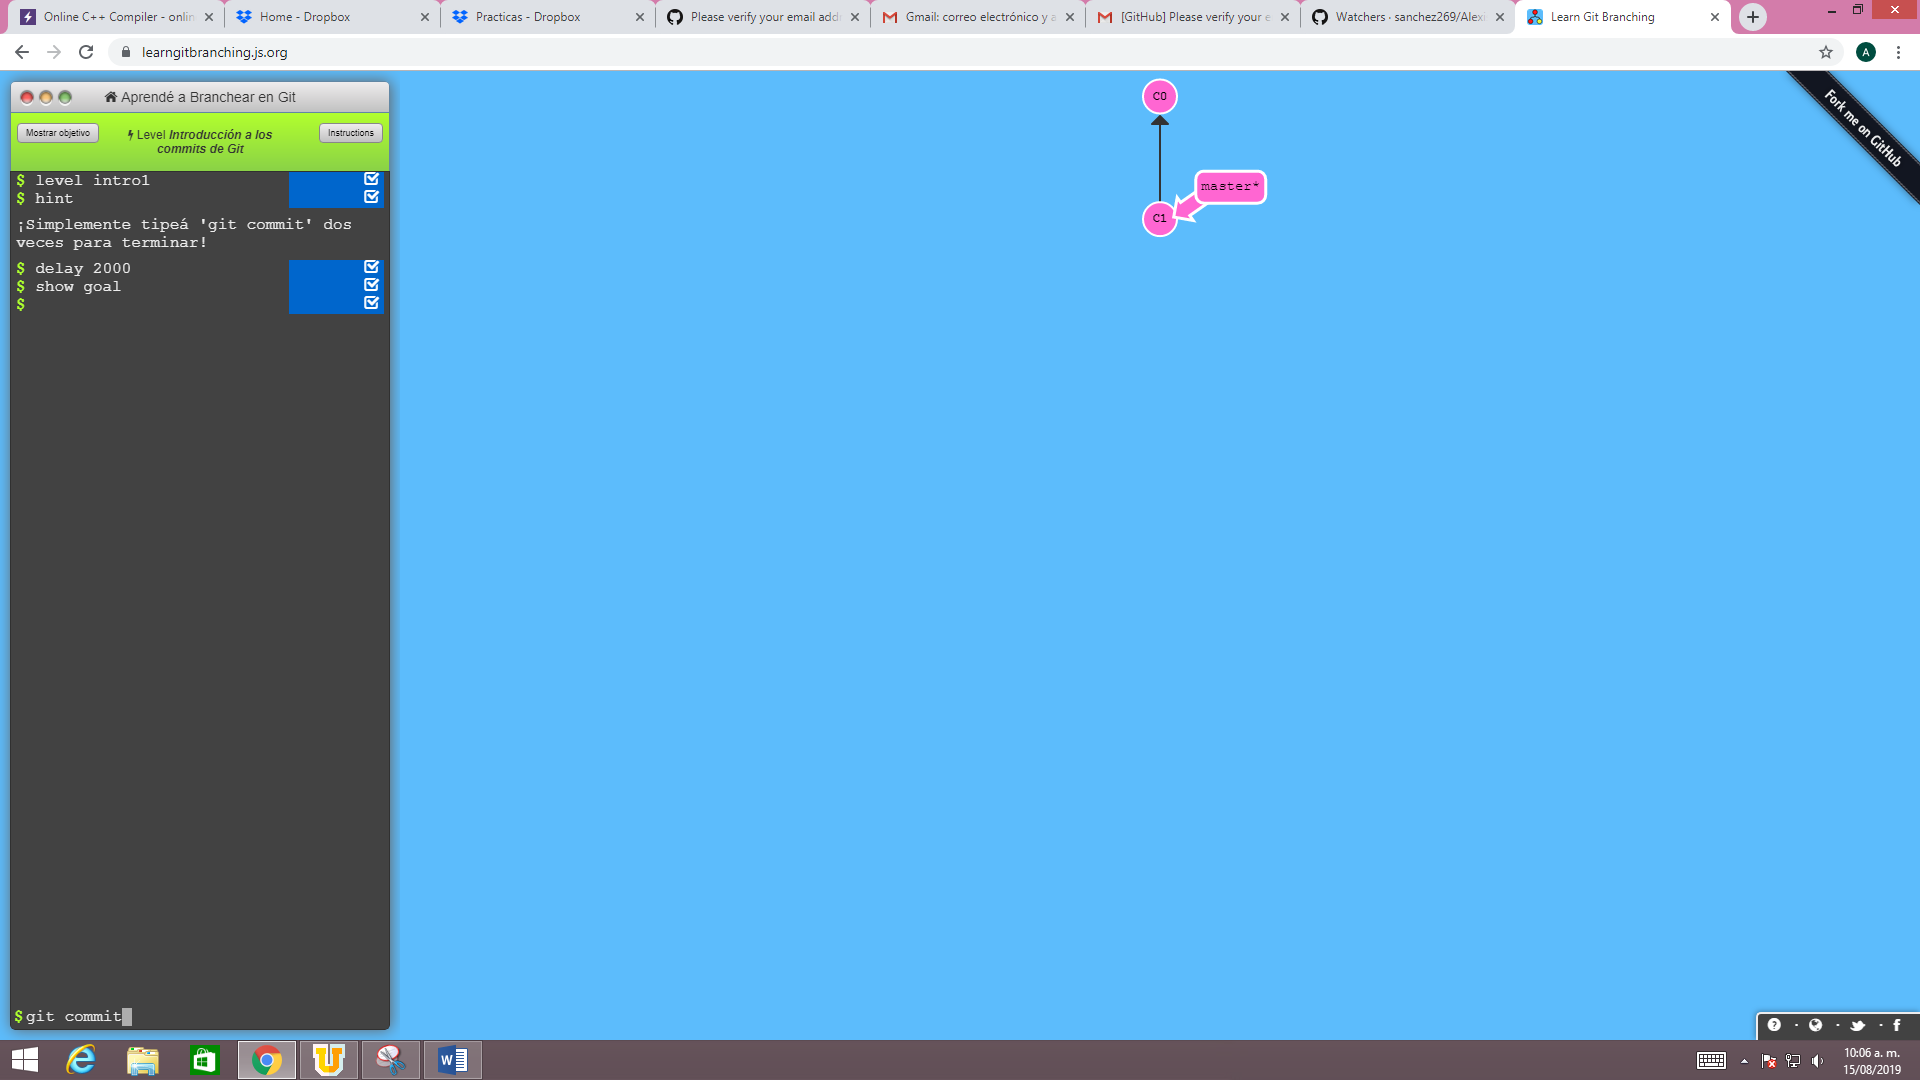 Online C++ Compiler - onlin
Home - Dropbox
Practicas - Dropbox
Please verify your email addr
Gmail: correo electrónico y a
[GitHub] Please verify your e
Watchers · sanchez269/Alexi
Learn Git Branching
learngitbranching.js.org
A
Aprendé a Branchear en Git
Mostrar objetivo
Level Introducción a los
commits de Git
Instructions
$ level intro1
$ hint
¡Simplemente tipeá 'git commit' dos
veces para terminar!
$ delay 2000
$ show goal
$
$ git commit
C0
master*
C1
Fork me on GitHub
10:06 a. m.
15/08/2019